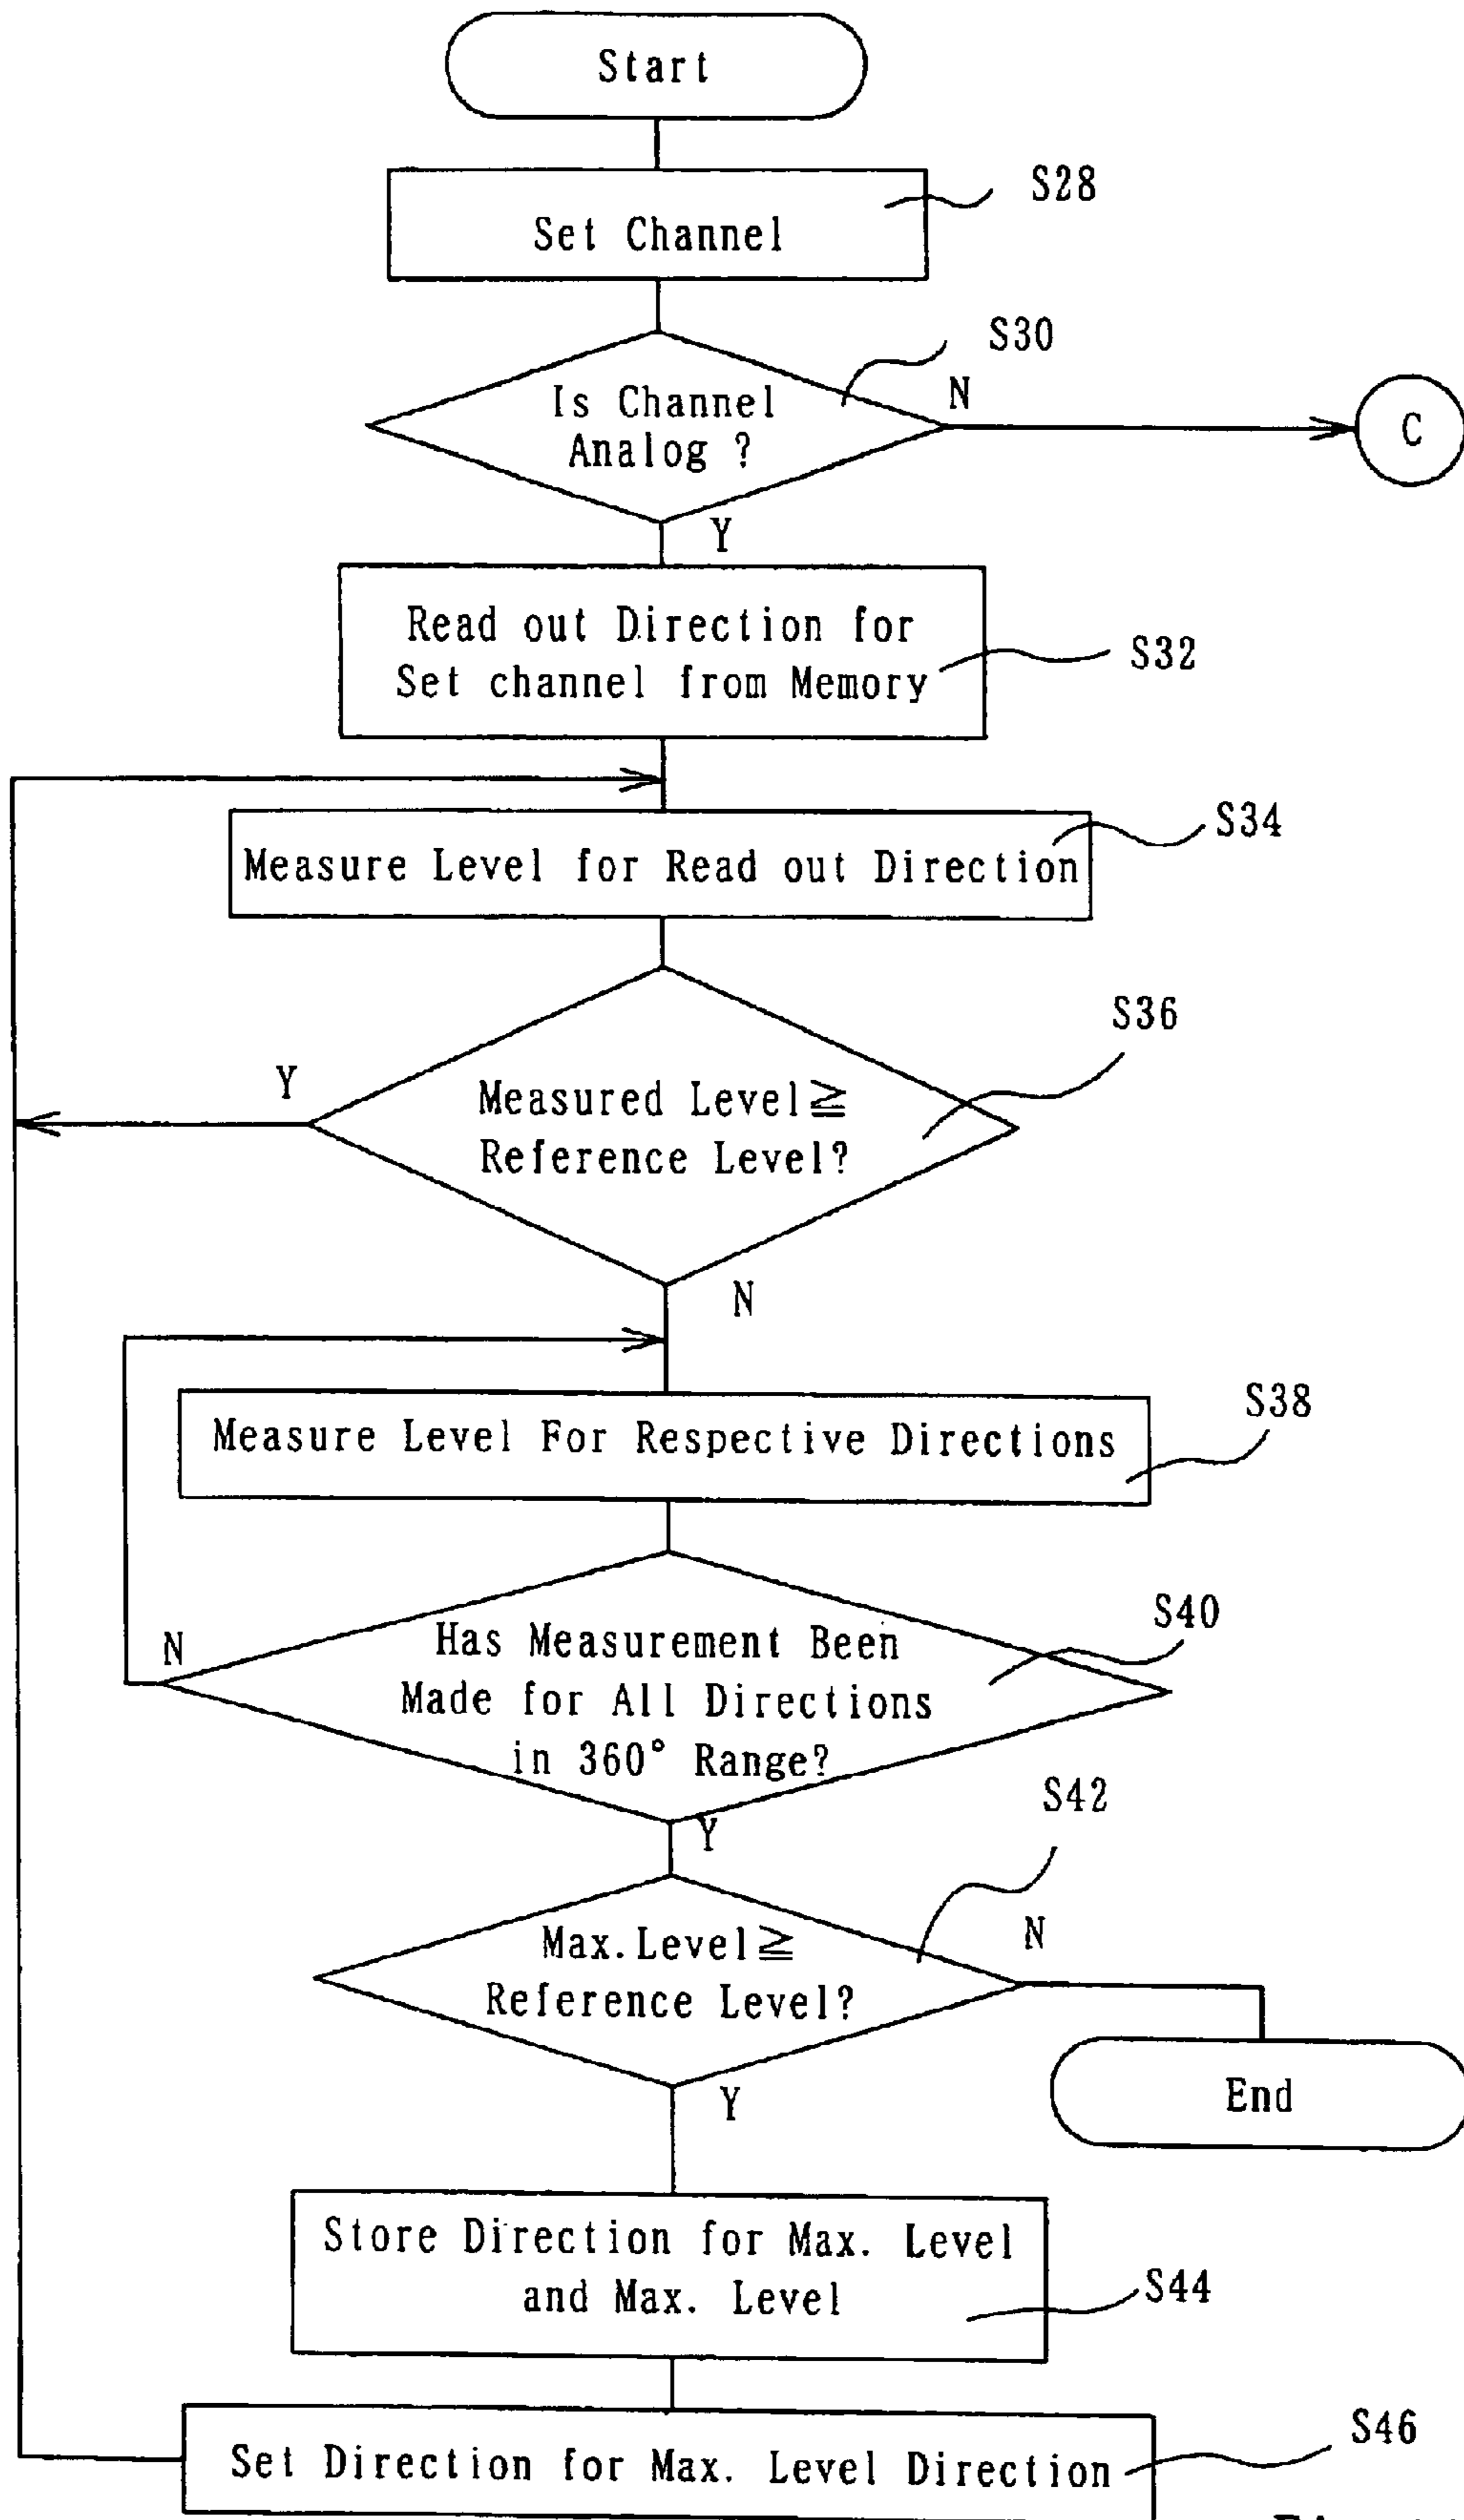 Start
S28
Set Channel
S30
N
Is Channel
Analog ?
C
Y
Read out Direction for
Set channel from Memory
S32
S34
Measure Level for Read out Direction
S36
Y
Measured Level≧
Reference Level?
N
S38
Measure Level For Respective Directions
S40
N
Has Measurement Been
Made for All Directions
in 360° Range?
S42
Y
N
Max.Level≧
Reference Level?
End
Y
Store Direction for Max. Level
and Max. Level
S44
S46
Set Direction for Max. Level Direction